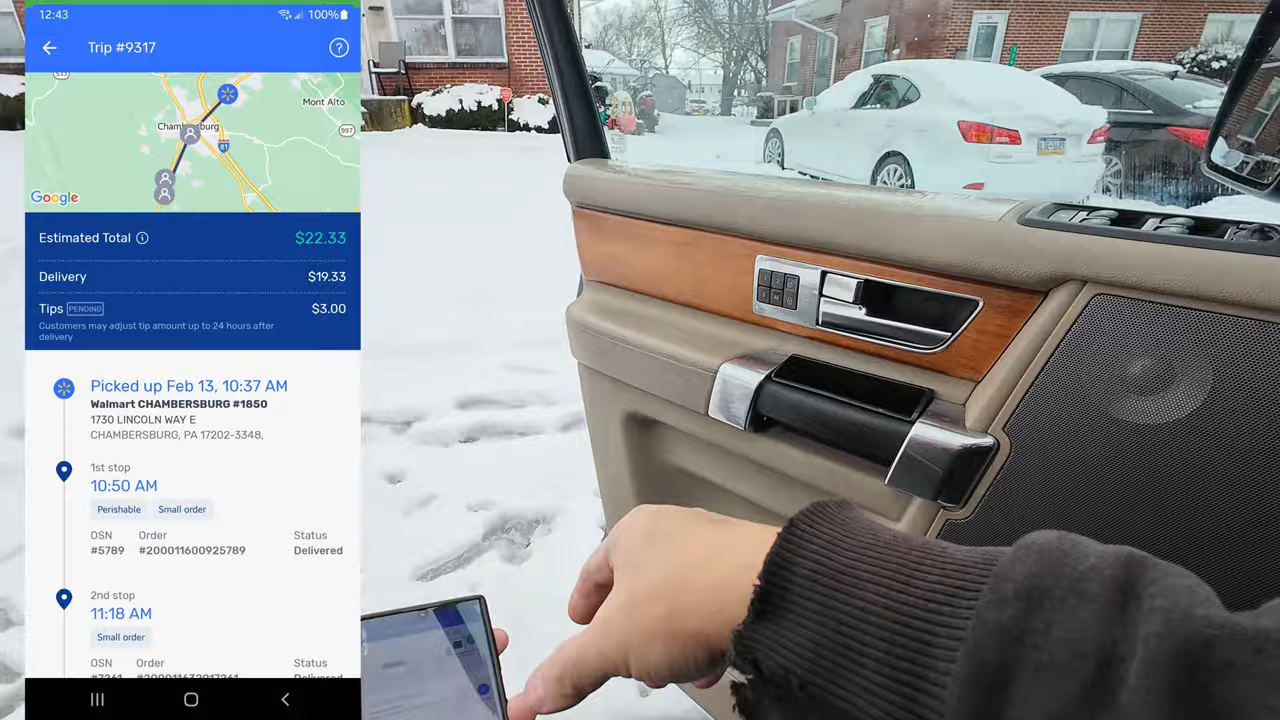 12:43
100%
Trip #9317
533
Mont Alto
Chambersburg
997
81
Google
Estimated Total
$22.33
Delivery
$19.33
Tips PENDING
$3.00
Customers may adjust tip amount up to 24 hours after
delivery
Picked up Feb 13, 10:37 AM
Walmart CHAMBERSBURG #1850
1730 LINCOLN WAY E
CHAMBERSBURG, PA 17202-3348,
1st stop
10:50 AM
Perishable Small order
OSN Order Status
#5789 #200011600925789 Delivered
2nd stop
11:18 AM
Small order
OSN Order Status